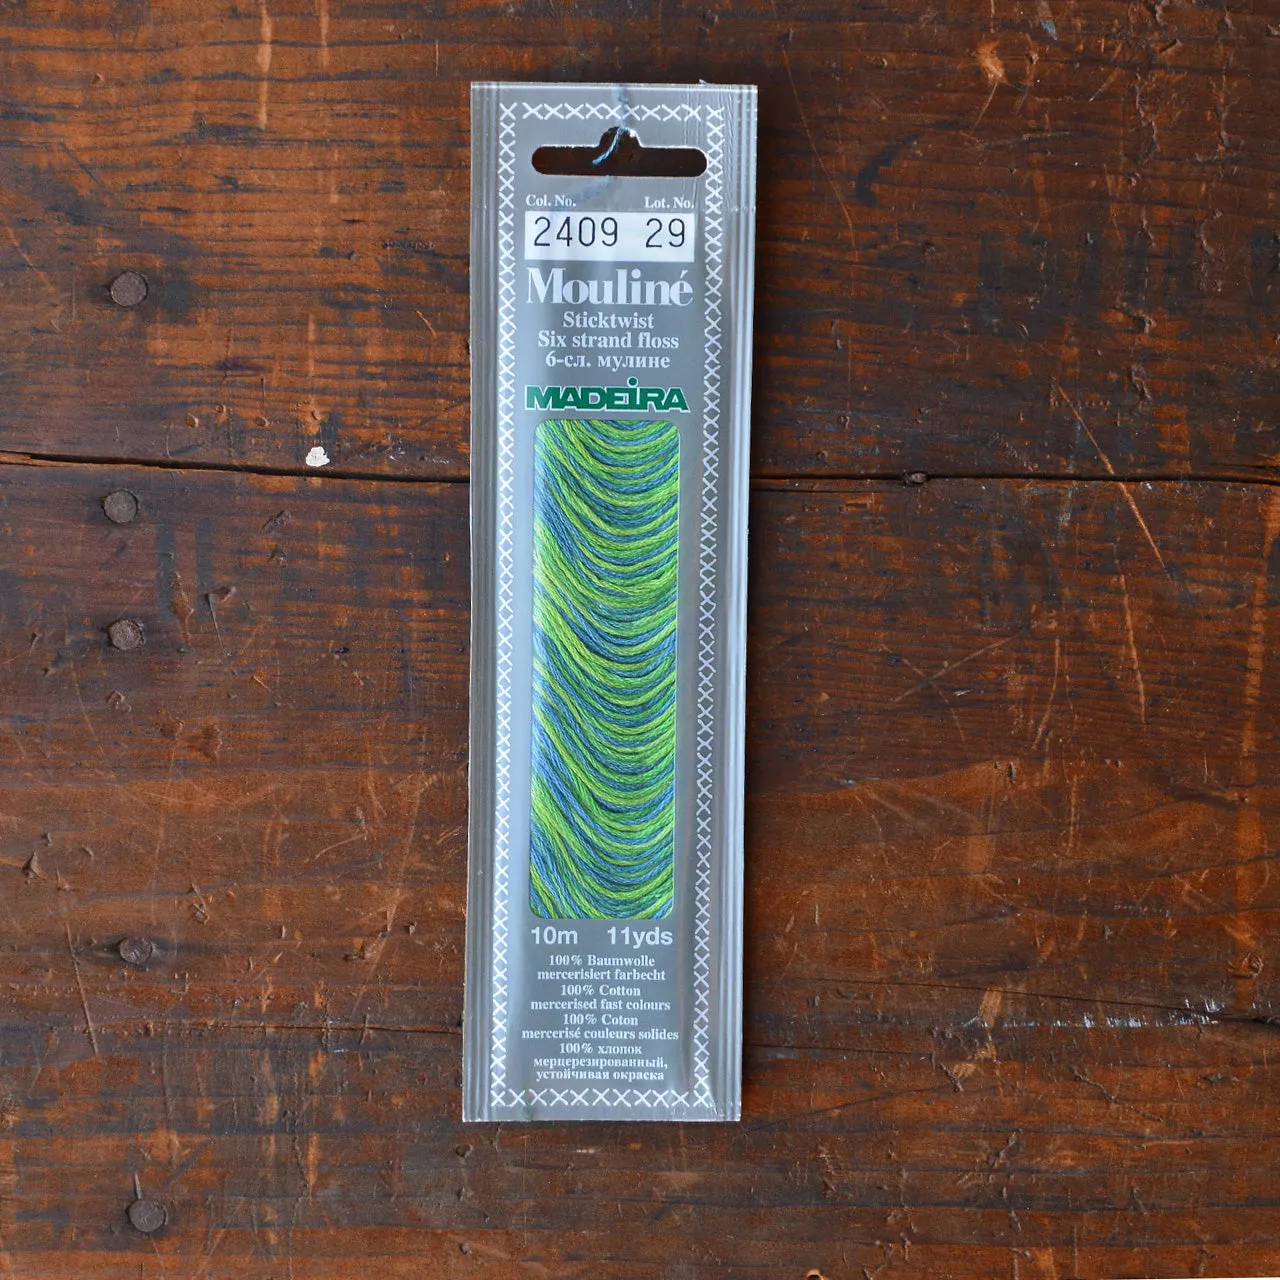 Col. No. Lot. No.
2409 29
Mouliné
Sticktwist
Six strand floss
6-сл. мулине
MADEiRA
10m 11yds
100% Baumwolle
mercerisiert farbecht
100% Cotton
mercerised fast colours
100% Coton
mercerisé couleurs solides
100% хлопок
мерцерезированный,
устойчивая окраска